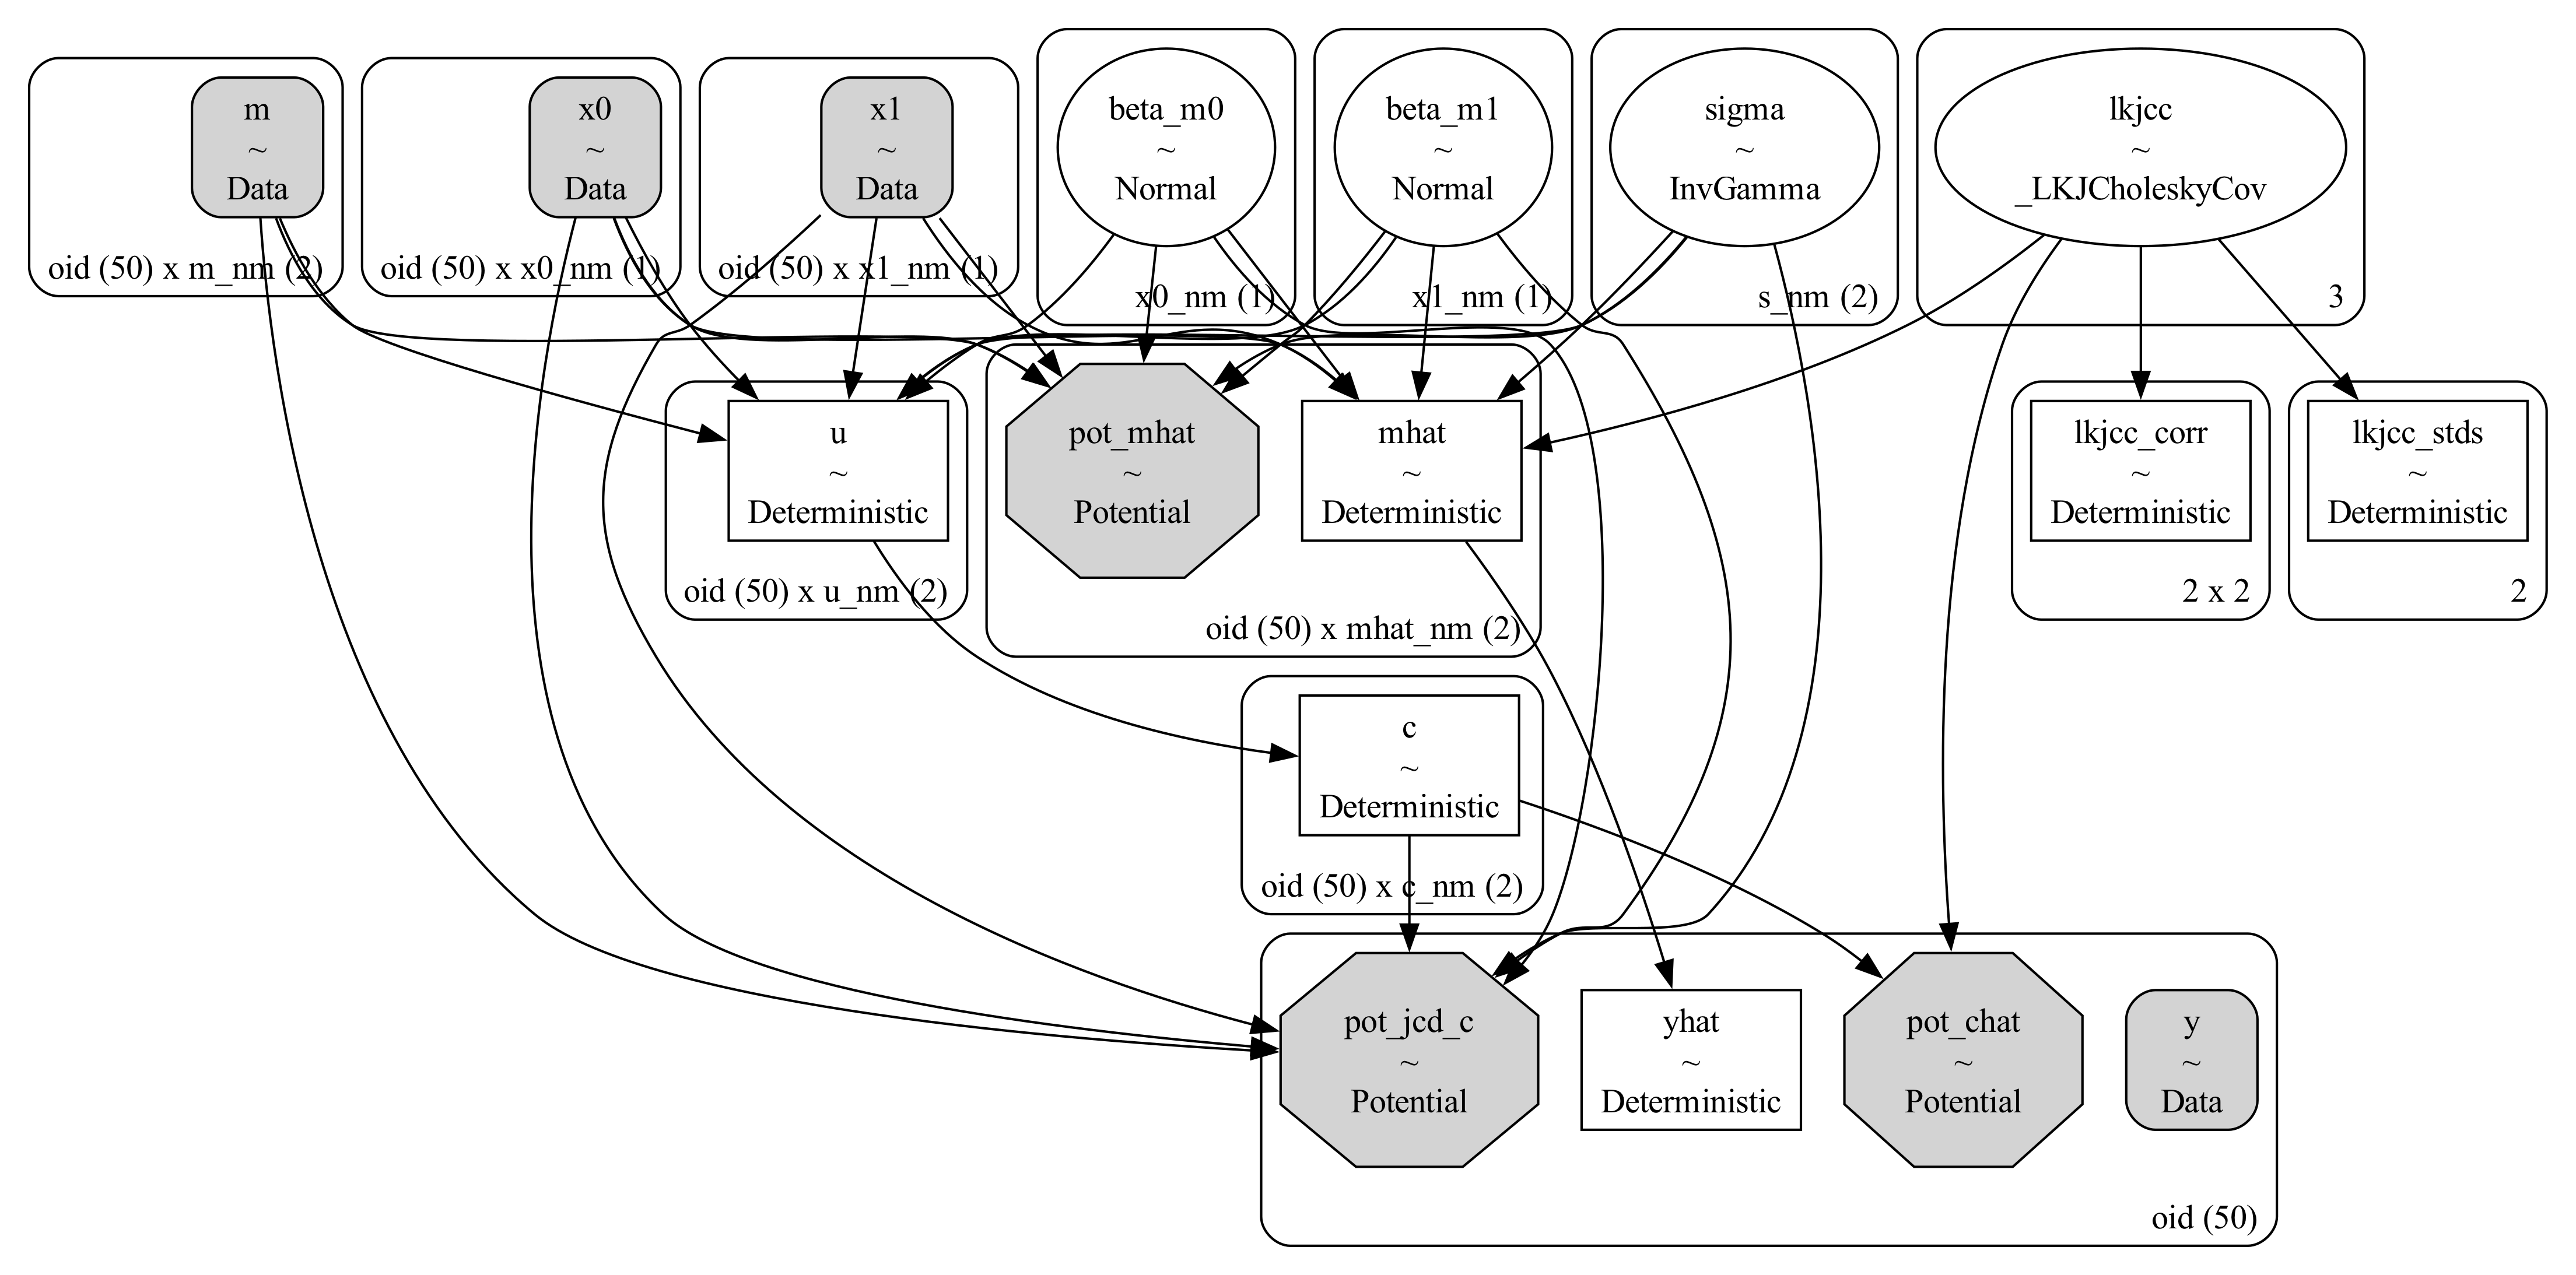 m
~
Data
oid (50) x m_nm (2)
x0
~
Data
oid (50) x x0_nm (1)
x1
~
Data
oid (50) x x1_nm (1)
beta_m0
~
Normal
x0_nm (1)
beta_m1
~
Normal
x1_nm (1)
sigma
~
InvGamma
s_nm (2)
lkjcc
~
_LKJCholeskyCov
3
u
~
Deterministic
oid (50) x u_nm (2)
pot_mhat
~
Potential
mhat
~
Deterministic
oid (50) x mhat_nm (2)
lkjcc_corr
~
Deterministic
2 x 2
lkjcc_stds
~
Deterministic
2
c
~
Deterministic
oid (50) x c_nm (2)
pot_jcd_c
~
Potential
yhat
~
Deterministic
pot_chat
~
Potential
y
~
Data
oid (50)